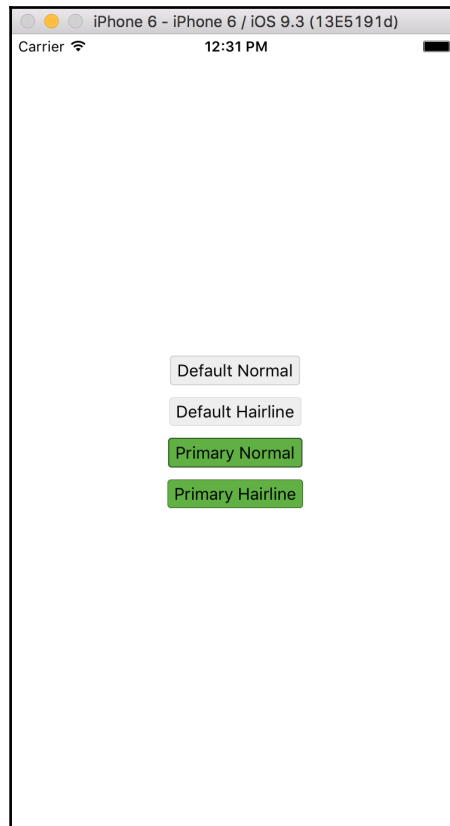 iPhone 6 - iPhone 6 / iOS 9.3 (13E5191d)
Carrier 12:31 PM
Default Normal
Default Hairline
Primary Normal
Primary Hairline